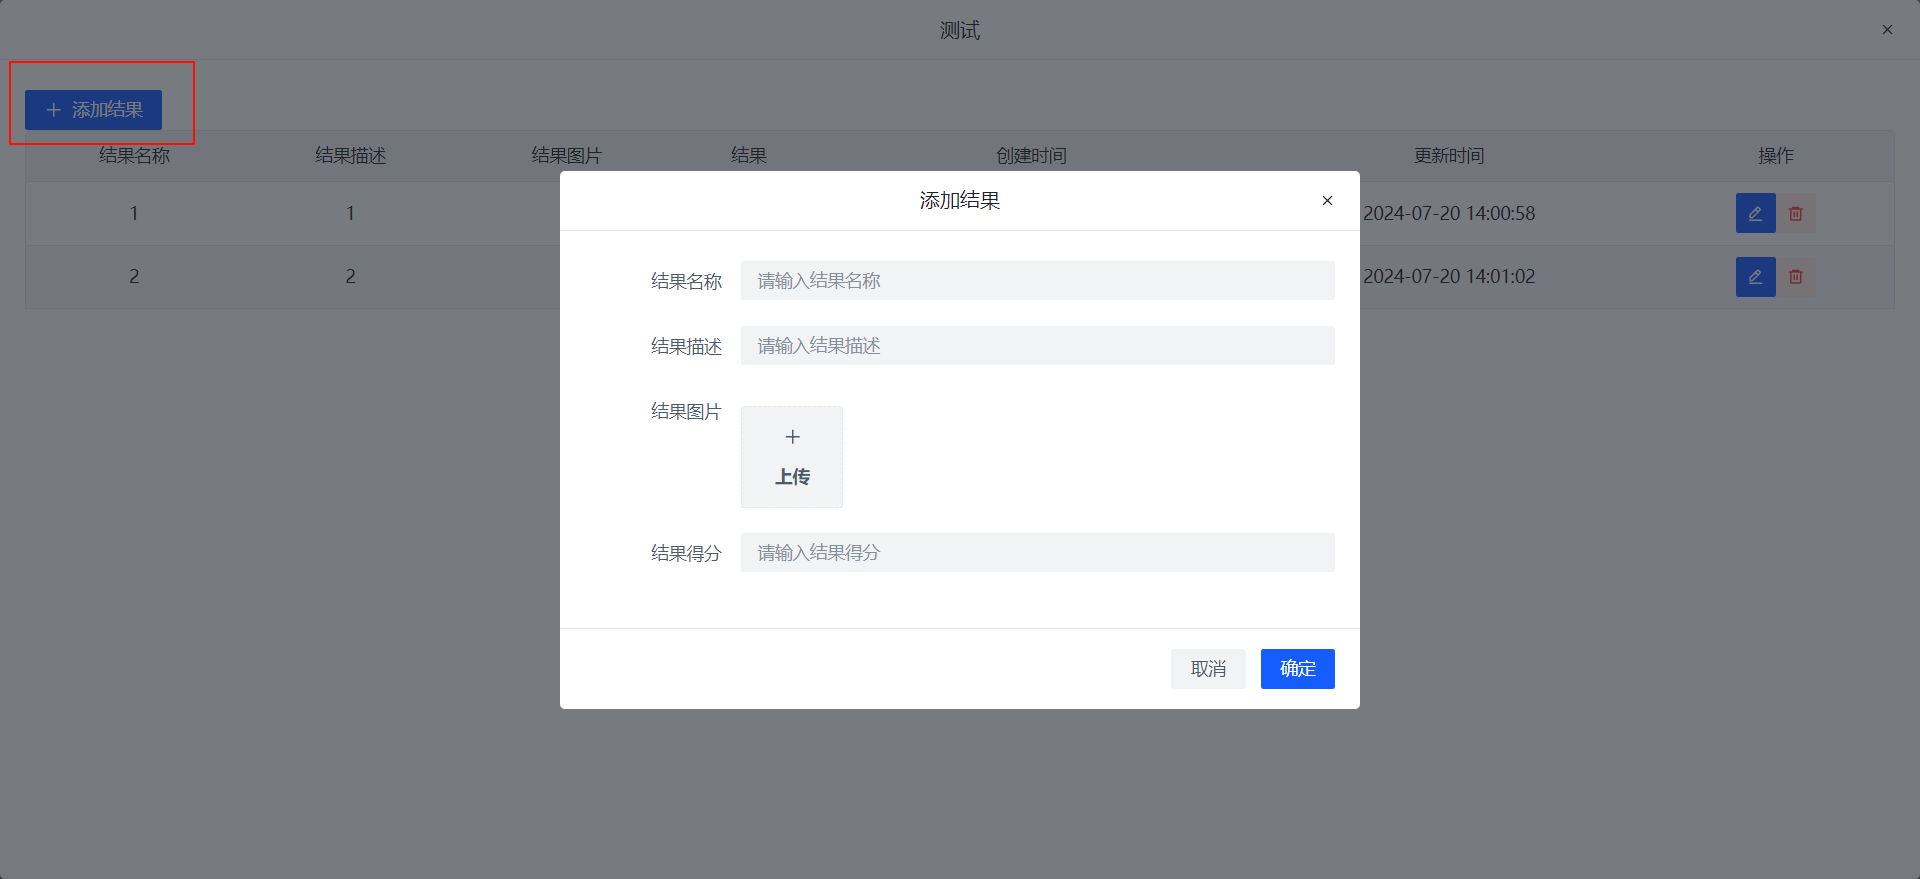 测试
添加结果
结果名称 结果描述 结果图片 结果 创建时间 更新时间 操作
1 1 2024-07-20 14:00:58
2 2 2024-07-20 14:01:02
添加结果
结果名称 请输入结果名称
结果描述 请输入结果描述
结果图片
上传
结果得分 请输入结果得分
取消 确定